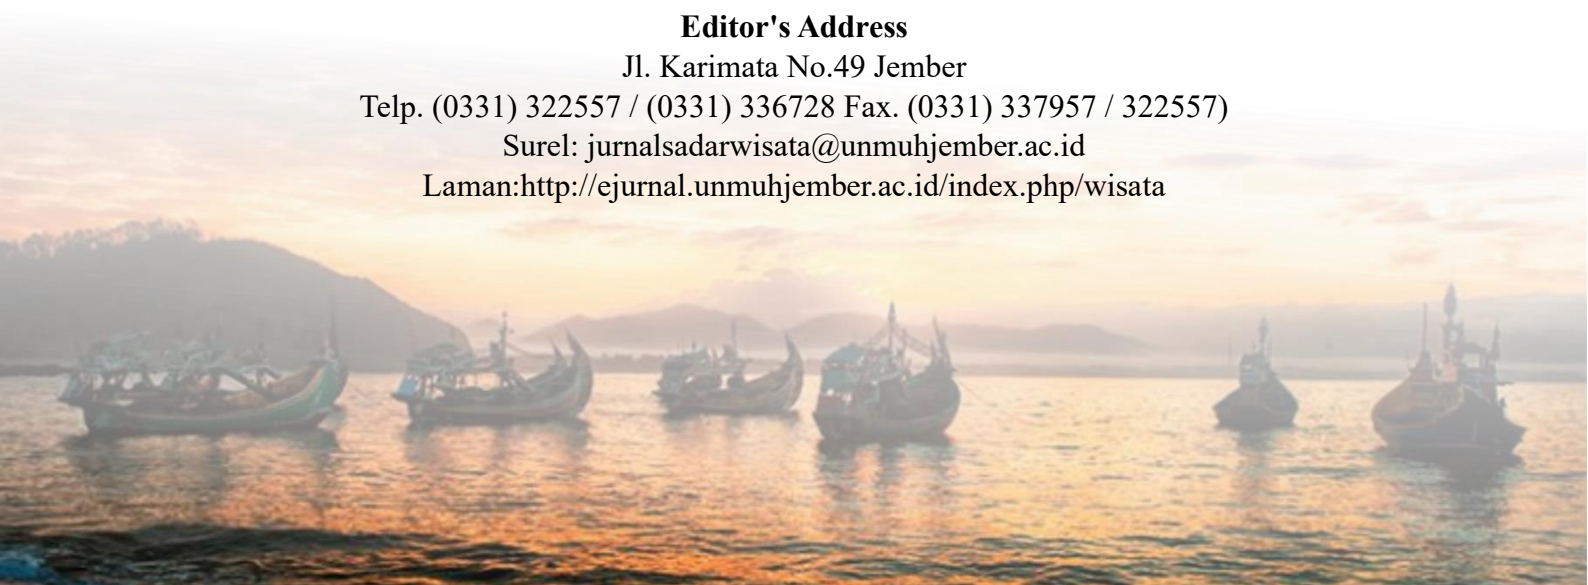 Editor's Address
Jl. Karimata No.49 Jember
Telp. (0331) 322557 / (0331) 336728 Fax. (0331) 337957 / 322557)
Surel: jurnalsadarwisata@unmuhjember.ac.id
Laman:http://ejurnal.unmuhjember.ac.id/index.php/wisata